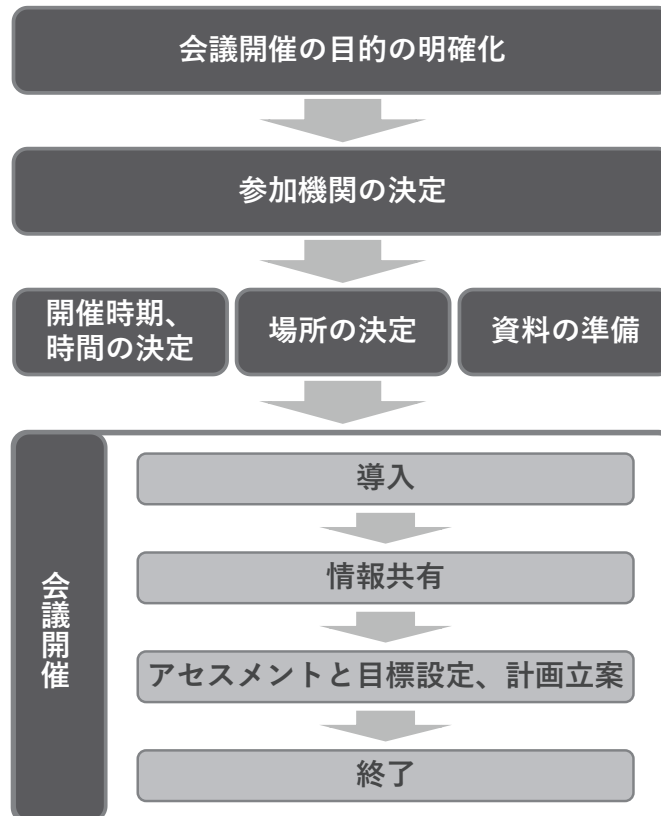 会議開催の目的の明確化
参加機関の決定
開催時期、
時間の決定
場所の決定
資料の準備
会議開催
導入
情報共有
アセスメントと目標設定、計画立案
終了